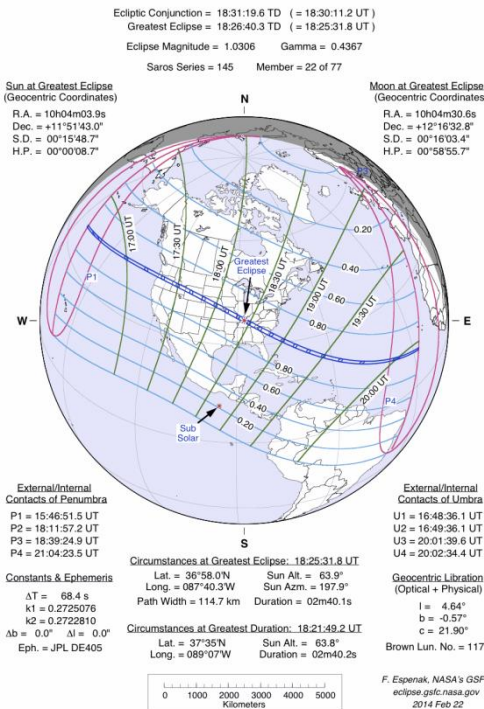 Ecliptic Conjunction = 18:31:19.6 TD ( = 18:30:11.2 UT )
Greatest Eclipse = 18:26:40.3 TD ( = 18:25:31.8 UT )
Eclipse Magnitude = 1.0306 Gamma = 0.4367
Saros Series = 145 Member = 22 of 77
Sun at Greatest Eclipse
(Geocentric Coordinates)
R.A. = 10h04m03.9s
Dec. = +11°51'43.0"
S.D. = 00°15'48.7"
H.P. = 00°00'08.7"
Moon at Greatest Eclipse
(Geocentric Coordinates)
R.A. = 10h04m30.6s
Dec. = +12°16'32.8"
S.D. = 00°16'03.4"
H.P. = 00°58'55.7"
N
W
E
S
17:00 UT
17:30 UT
18:00 UT
18:30 UT
19:00 UT
19:30 UT
20:00 UT
Greatest
Eclipse
0.20
0.40
0.60
0.80
0.80
0.60
0.40
0.20
P1
P4
Sub
Solar
External/Internal
Contacts of Penumbra
P1 = 15:46:51.5 UT
P2 = 18:11:57.2 UT
P3 = 18:39:24.9 UT
P4 = 21:04:23.5 UT
External/Internal
Contacts of Umbra
U1 = 16:48:36.1 UT
U2 = 16:49:36.1 UT
U3 = 20:01:39.6 UT
U4 = 20:02:34.4 UT
Constants & Ephemeris
ΔT = 68.4 s
k1 = 0.2725076
k2 = 0.2722810
Δb = 0.0" Δl = 0.0"
Eph. = JPL DE405
Circumstances at Greatest Eclipse: 18:25:31.8 UT
Lat. = 36°58.0'N Sun Alt. = 63.9°
Long. = 087°40.3'W Sun Azm. = 197.9°
Path Width = 114.7 km Duration = 02m40.1s
Circumstances at Greatest Duration: 18:21:49.2 UT
Lat. = 37°35'N Sun Alt. = 63.8°
Long. = 089°07'W Duration = 02m40.2s
Geocentric Libration
(Optical + Physical)
l = 4.64°
b = -0.57°
c = 21.90°
Brown Lun. No. = 117
0 1000 2000 3000 4000 5000
Kilometers
F. Espenak, NASA's GSF
eclipse.gsfc.nasa.gov
2014 Feb 22